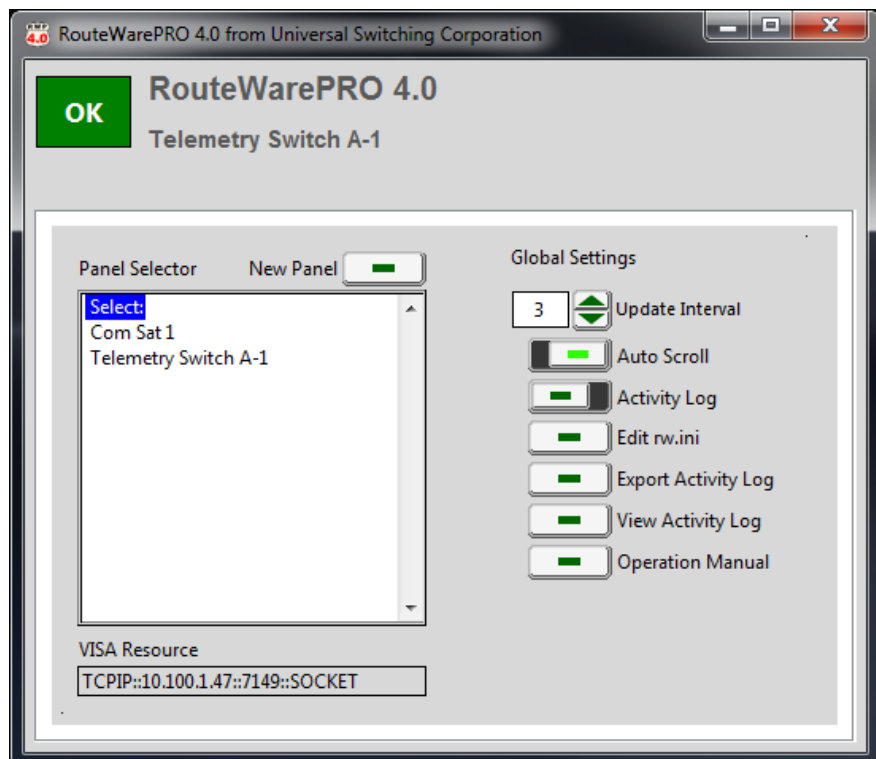 RWP
4.0
RouteWarePRO 4.0 from Universal Switching Corporation
OK
RouteWarePRO 4.0
Telemetry Switch A-1
Panel Selector
New Panel
Select:
Com Sat 1
Telemetry Switch A-1
VISA Resource
TCPIP::10.100.1.47::7149::SOCKET
Global Settings
3 Update Interval
Auto Scroll
Activity Log
Edit rw.ini
Export Activity Log
View Activity Log
Operation Manual